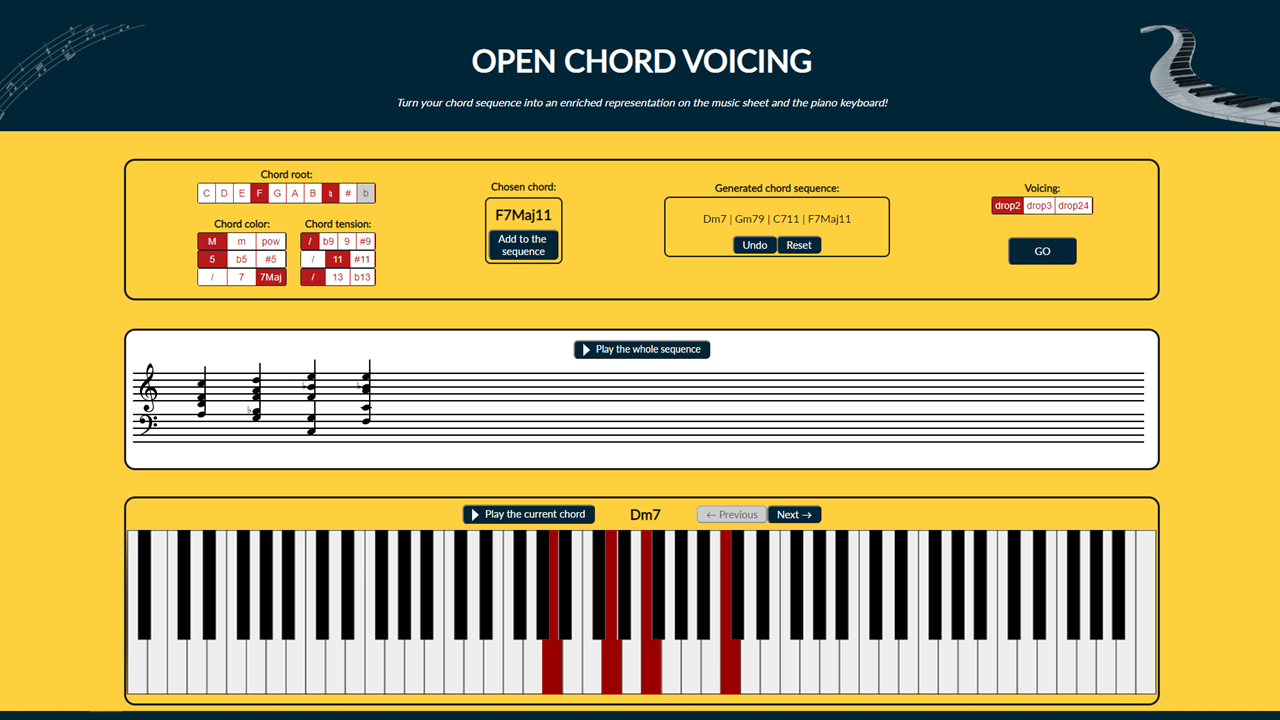 OPEN CHORD VOICING
Turn your chord sequence into an enriched representation on the music sheet and the piano keyboard!
Chord root:
C D E F G A B ♮ # b
Chord color:
M m pow
5 b5 #5
/ 7 7Maj
Chord tension:
/ b9 9 #9
/ 11 #11
/ 13 b13
Chosen chord:
F7Maj11
Add to the
sequence
Generated chord sequence:
Dm7 | Gm79 | C711 | F7Maj11
Undo Reset
Voicing:
drop2 drop3 drop24
GO
Play the whole sequence
Play the current chord
Dm7
← Previous
Next →